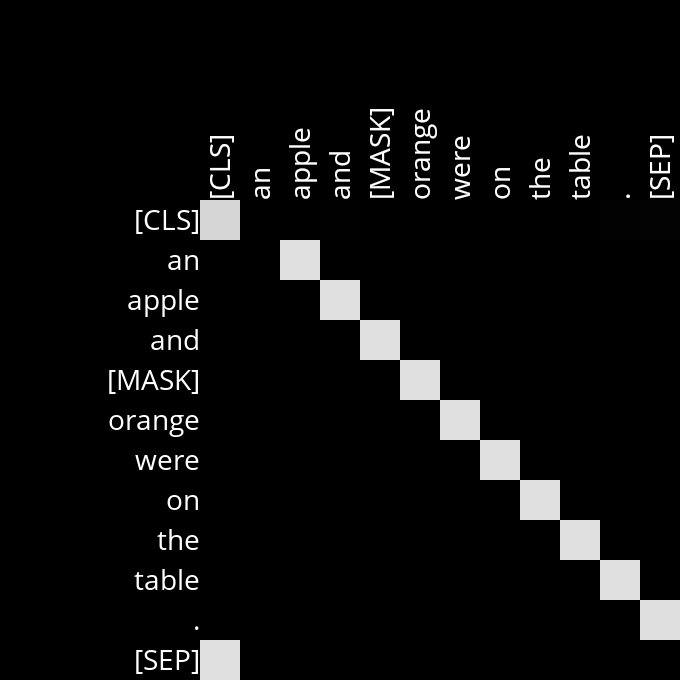 [CLS] an apple and [MASK] orange were on the table . [SEP]
[CLS]
an
apple
and
[MASK]
orange
were
on
the
table
.
[SEP]